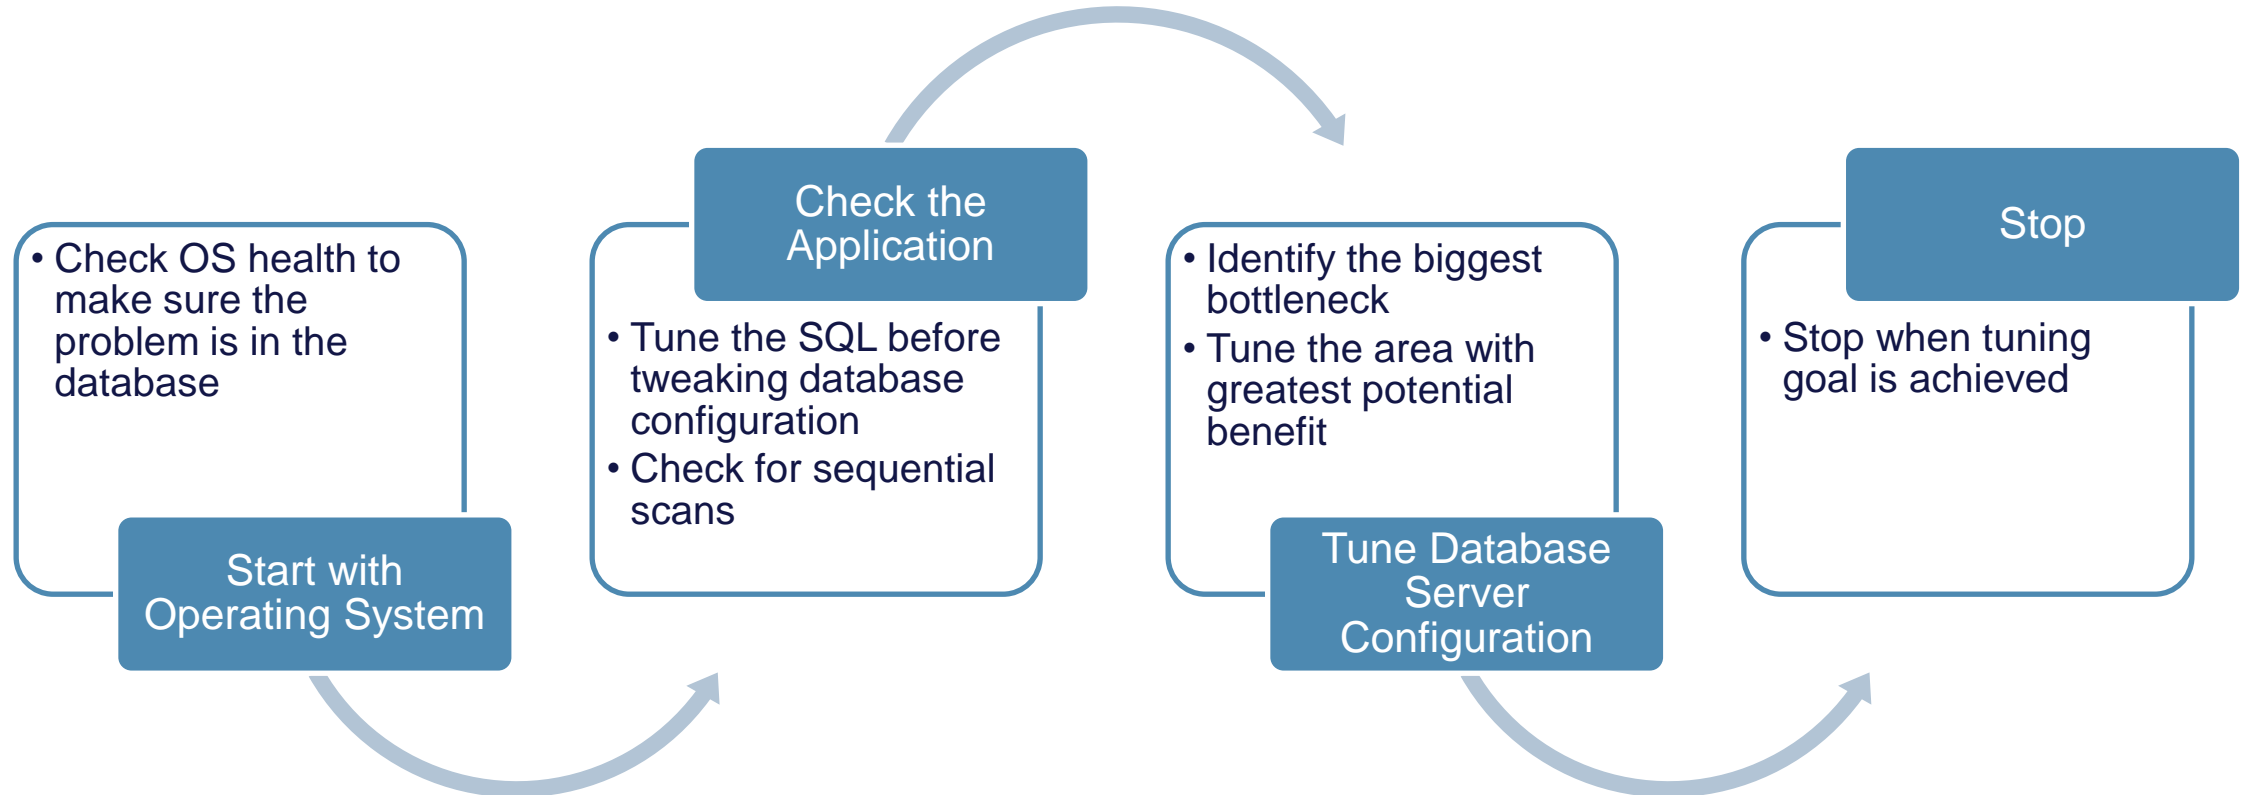 • Check OS health to
make sure the
problem is in the
database
Start with
Operating System
Check the
Application
• Tune the SQL before
tweaking database
configuration
• Check for sequential
scans
• Identify the biggest
bottleneck
• Tune the area with
greatest potential
benefit
Tune Database
Server
Configuration
Stop
• Stop when tuning
goal is achieved